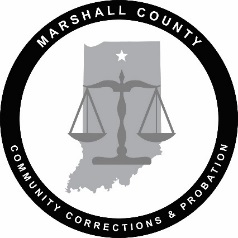 MARSHALL COUNTY
COMMUNITY CORRECTIONS & PROBATION